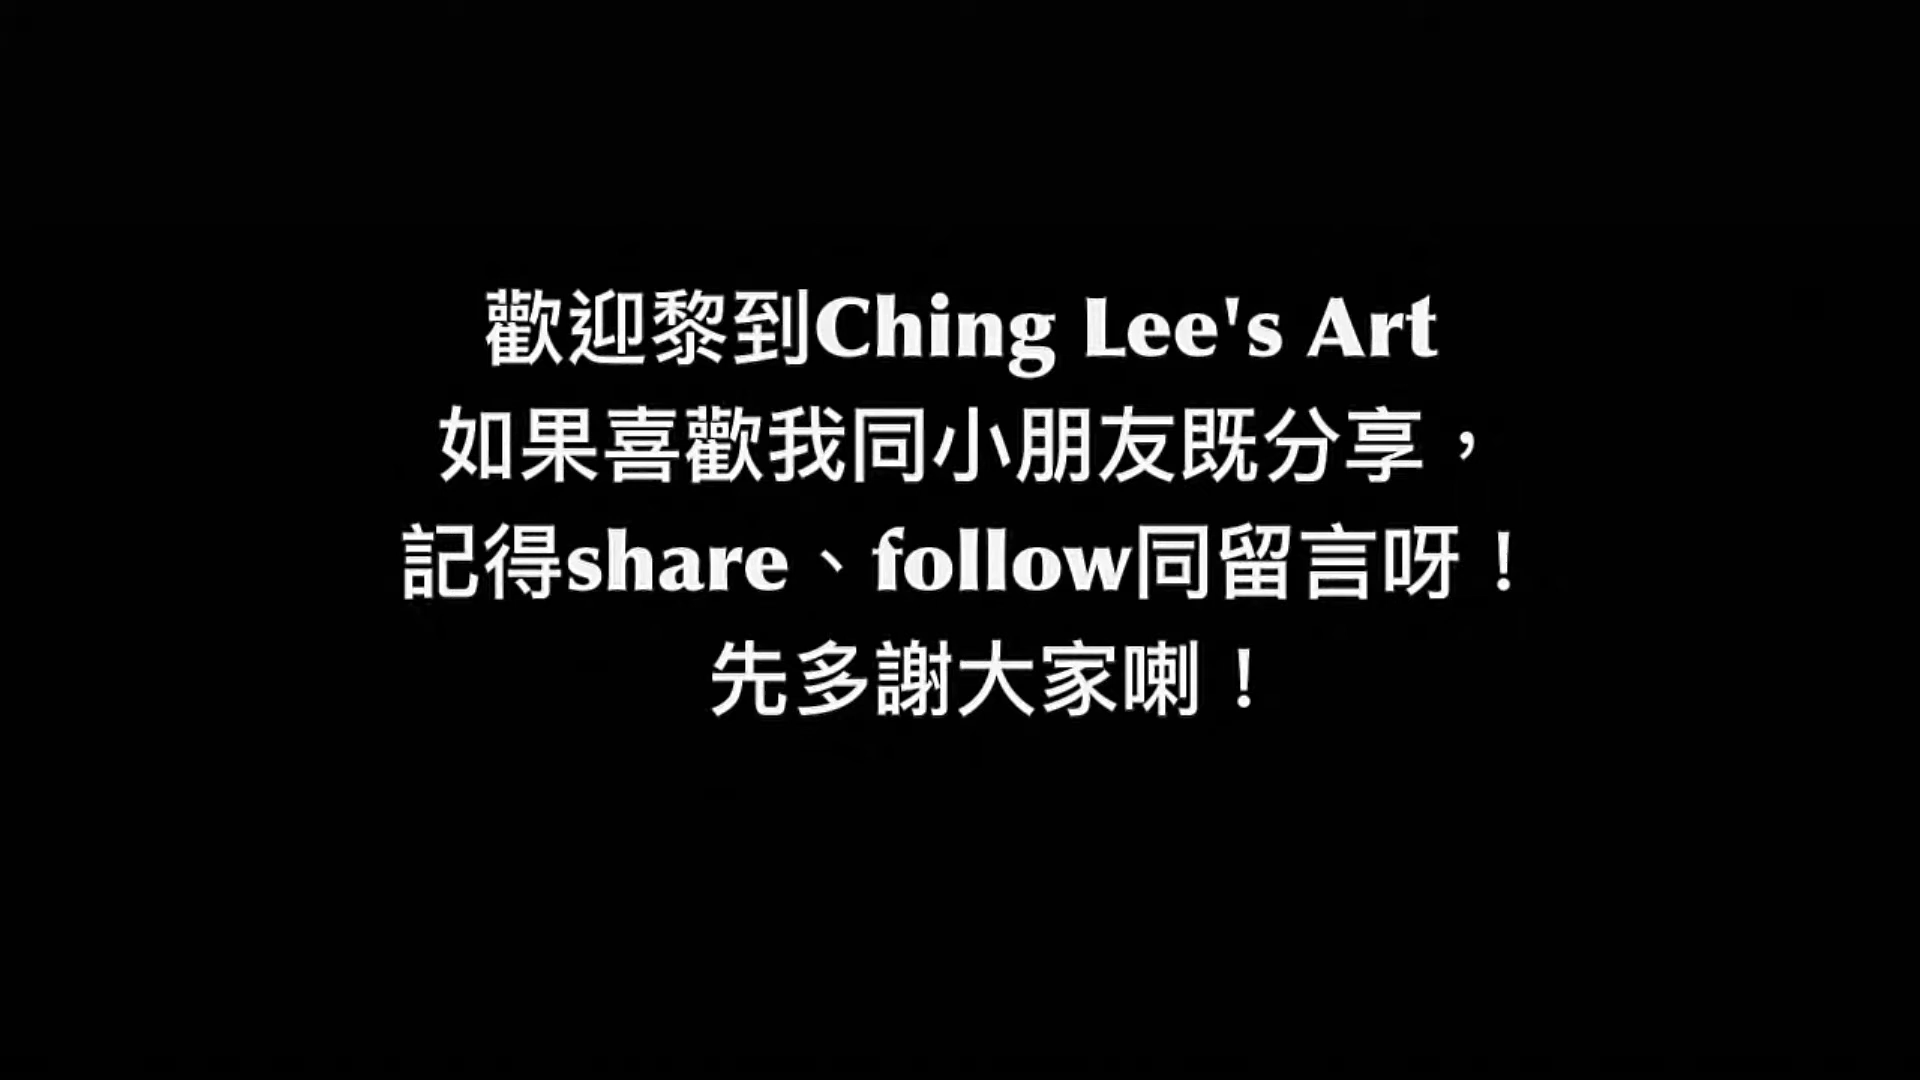 歡迎黎到Ching Lee's Art
如果喜歡我同小朋友既分享，
記得share、follow同留言呀！
先多謝大家喇！